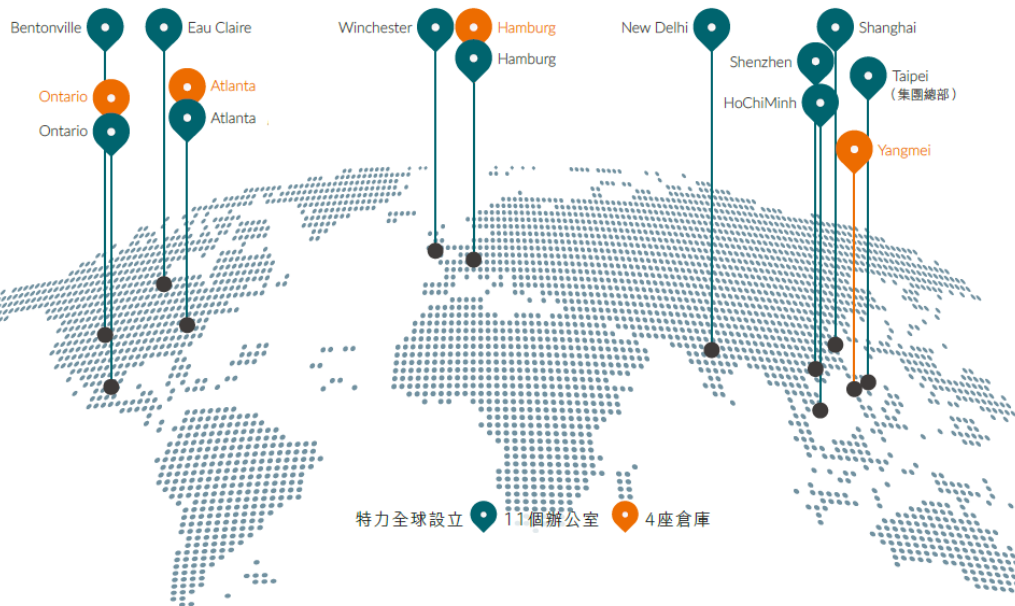 Bentonville
Eau Claire
Winchester
Hamburg
New Delhi
Shanghai
Hamburg
Shenzhen
Taipei
（集團總部）
Ontario
Atlanta
HoChiMinh
Ontario
Atlanta
Yangmei
特力全球設立 11個辦公室 4座倉庫